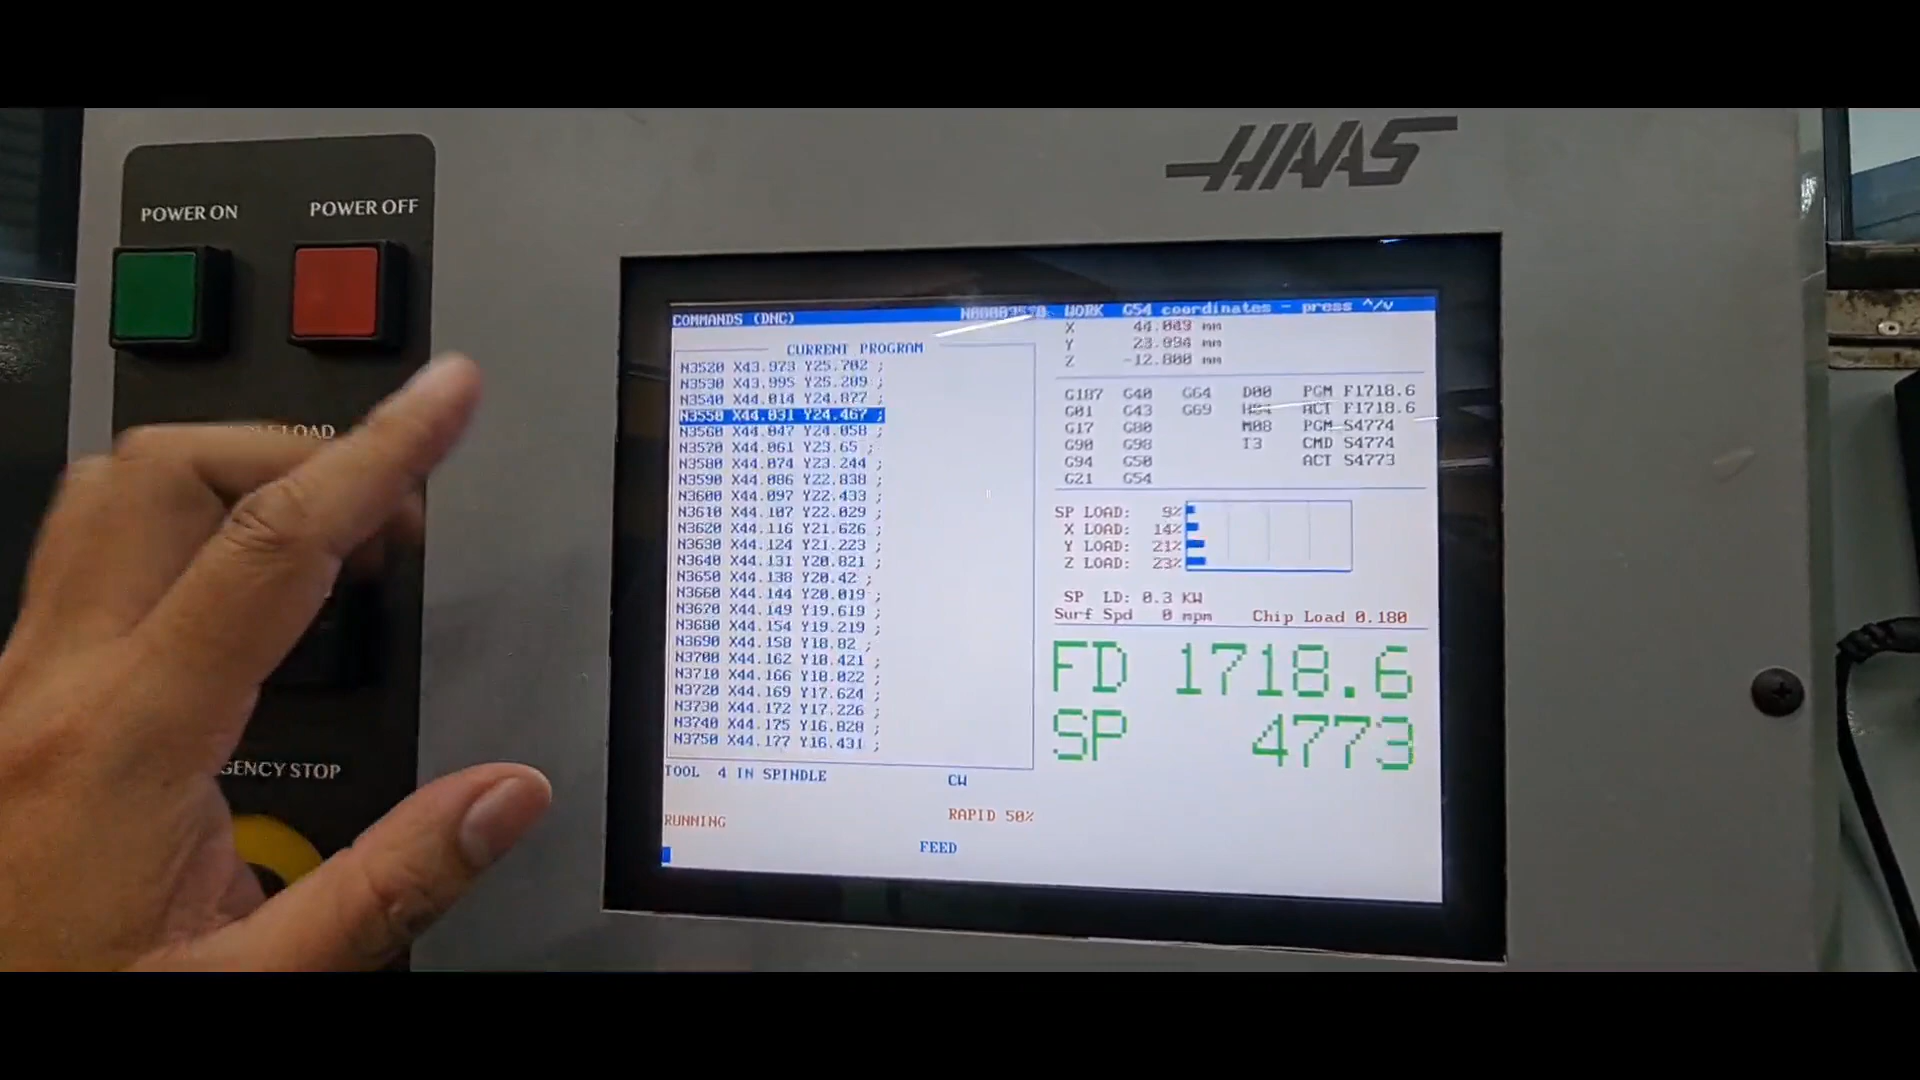 HAAS
POWER ON
POWER OFF
LOAD
GENCY STOP
COMMANDS (DNC)
WORK G54 coordinates - press ^/v
CURRENT PROGRAM
N3520 X43.973 Y25.702 ;
N3530 X43.995 Y25.289 ;
N3540 X44.014 Y24.877 ;
N3550 X44.031 Y24.467 ;
N3560 X44.047 Y24.058 ;
N3570 X44.061 Y23.65 ;
N3580 X44.074 Y23.244 ;
N3590 X44.086 Y22.838 ;
N3600 X44.097 Y22.433 ;
N3610 X44.107 Y22.029 ;
N3620 X44.116 Y21.626 ;
N3630 X44.124 Y21.223 ;
N3640 X44.131 Y20.821 ;
N3650 X44.138 Y20.42 ;
N3660 X44.144 Y20.019 ;
N3670 X44.149 Y19.619 ;
N3680 X44.154 Y19.219 ;
N3690 X44.158 Y18.82 ;
N3700 X44.162 Y18.421 ;
N3710 X44.166 Y18.022 ;
N3720 X44.169 Y17.624 ;
N3730 X44.172 Y17.226 ;
N3740 X44.175 Y16.828 ;
N3750 X44.177 Y16.431 ;
TOOL 4 IN SPINDLE
CW
RUNNING
RAPID 50%
FEED
X 44.043 mm
Y 23.994 mm
Z -12.800 mm
G187 G40 G64 D00 PGM F1718.6
G01 G43 G69 H04 ACT F1718.6
G17 G80 M08 PGM S4774
G90 G98 T3 CMD S4774
G94 G50 ACT S4773
G21 G54
SP LOAD: 9%
X LOAD: 14%
Y LOAD: 21%
Z LOAD: 23%
SP LD: 0.3 KW
Surf Spd 0 mpm Chip Load 0.180
FD 1718.6
SP 4773